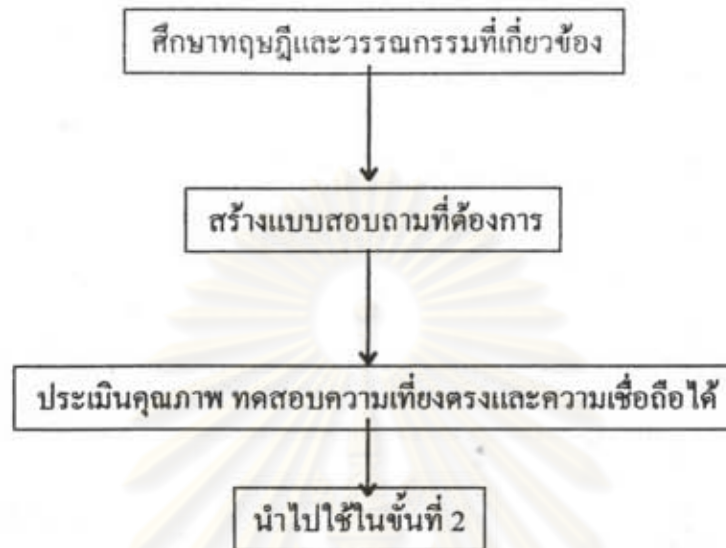 ศึกษาทฤษฎีและวรรณกรรมที่เกี่ยวข้อง
สร้างแบบสอบถามที่ต้องการ
ประเมินคุณภาพ ทดสอบความเที่ยงตรงและความเชื่อถือได้
นำไปใช้ในขั้นที่ 2